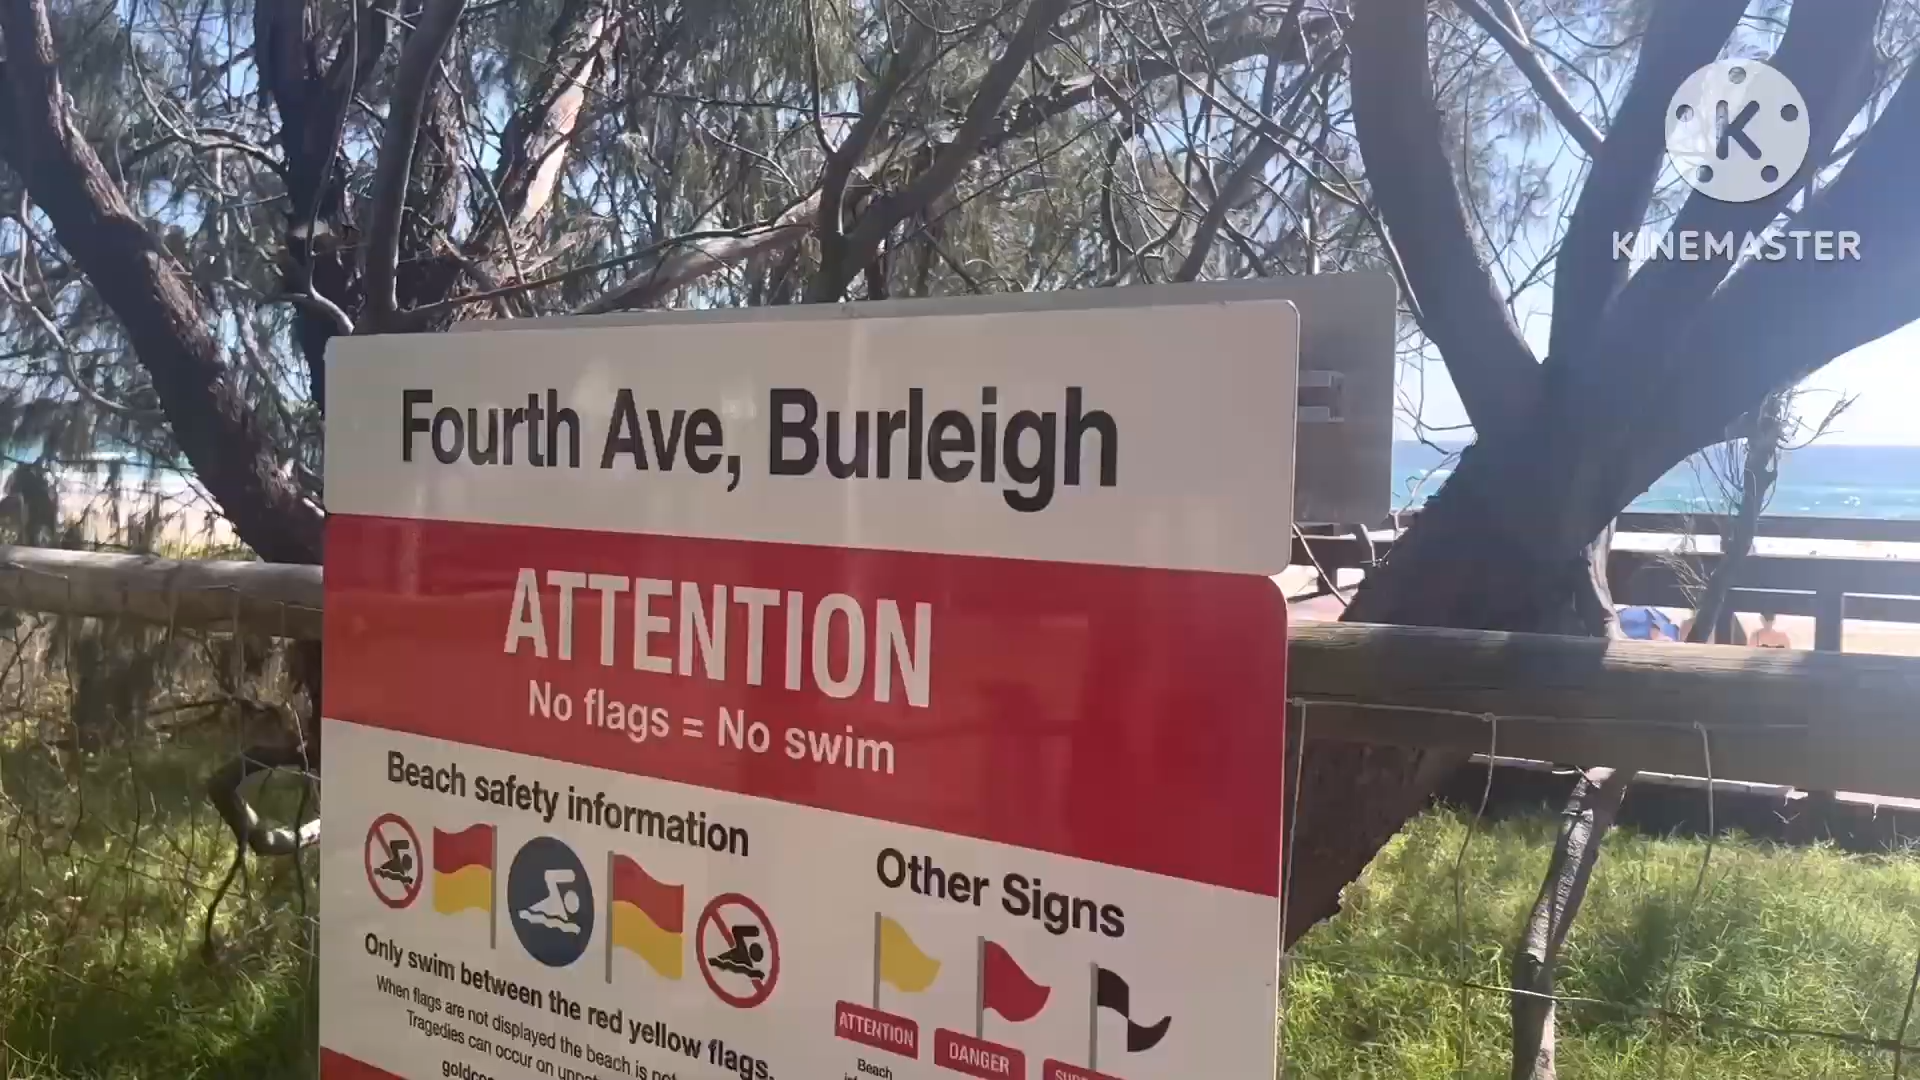 K
KINEMASTER
Fourth Ave, Burleigh
ATTENTION
No flags = No swim
Beach safety information
Only swim between the red yellow flags.
When flags are not displayed the beach is
Tragedies can occur on
Other Signs
ATTENTION
DANGER
Beach